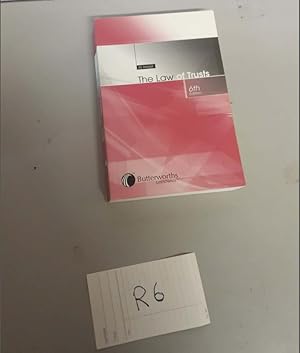 The Law of Trusts
6th
Edition
Butterworths
R6